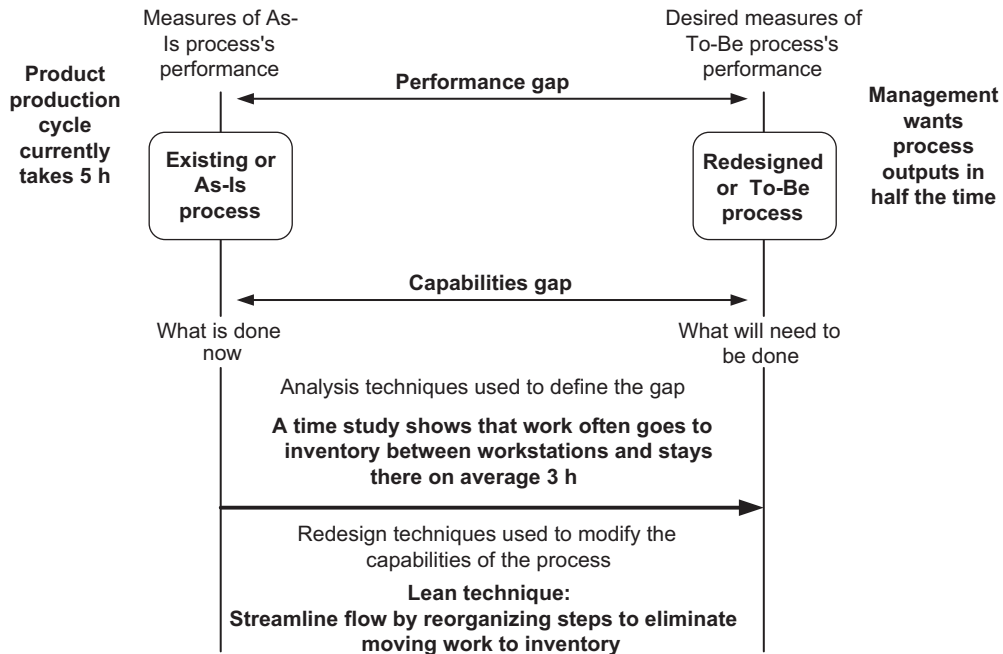 Measures of As-
Is process's
performance
Desired measures of
To-Be process's
performance
Product
production
cycle
currently
takes 5 h
Performance gap
Management
wants
process
outputs in
half the time
Existing or
As-Is
process
Redesigned
or To-Be
process
Capabilities gap
What is done
now
What will need to
be done
Analysis techniques used to define the gap
A time study shows that work often goes to
inventory between workstations and stays
there on average 3 h
Redesign techniques used to modify the
capabilities of the process
Lean technique:
Streamline flow by reorganizing steps to eliminate
moving work to inventory